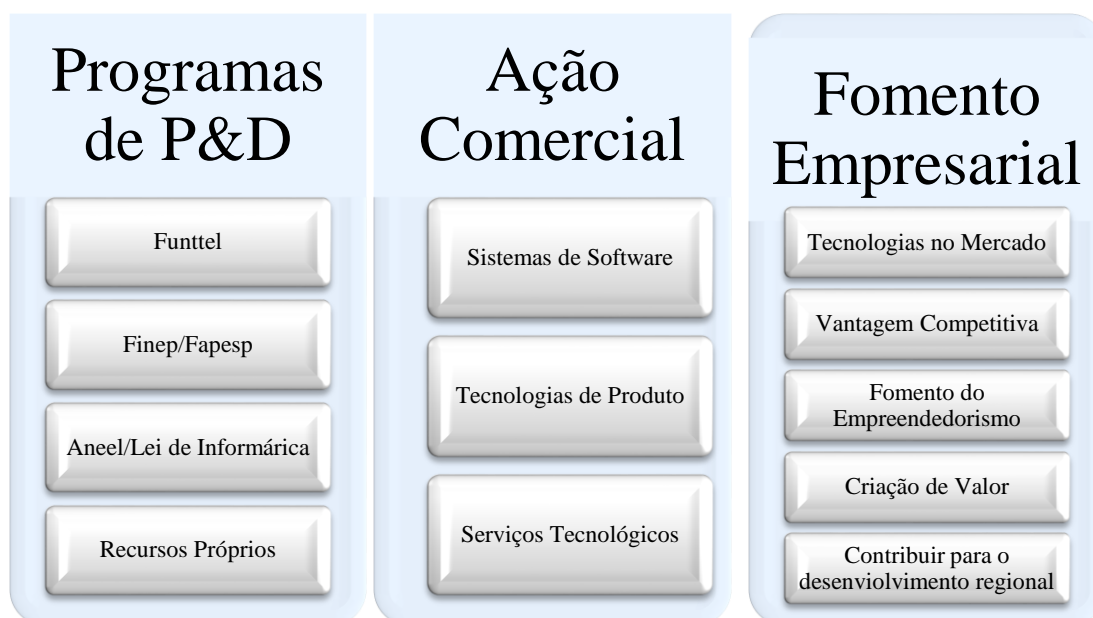 Programas
de P&D
Funttel
Finep/Fapesp
Aneel/Lei de Informárica
Recursos Próprios
Ação
Comercial
Sistemas de Software
Tecnologias de Produto
Serviços Tecnológicos
Fomento
Empresarial
Tecnologias no Mercado
Vantagem Competitiva
Fomento do
Empreendedorismo
Criação de Valor
Contribuir para o
desenviolvimento regional